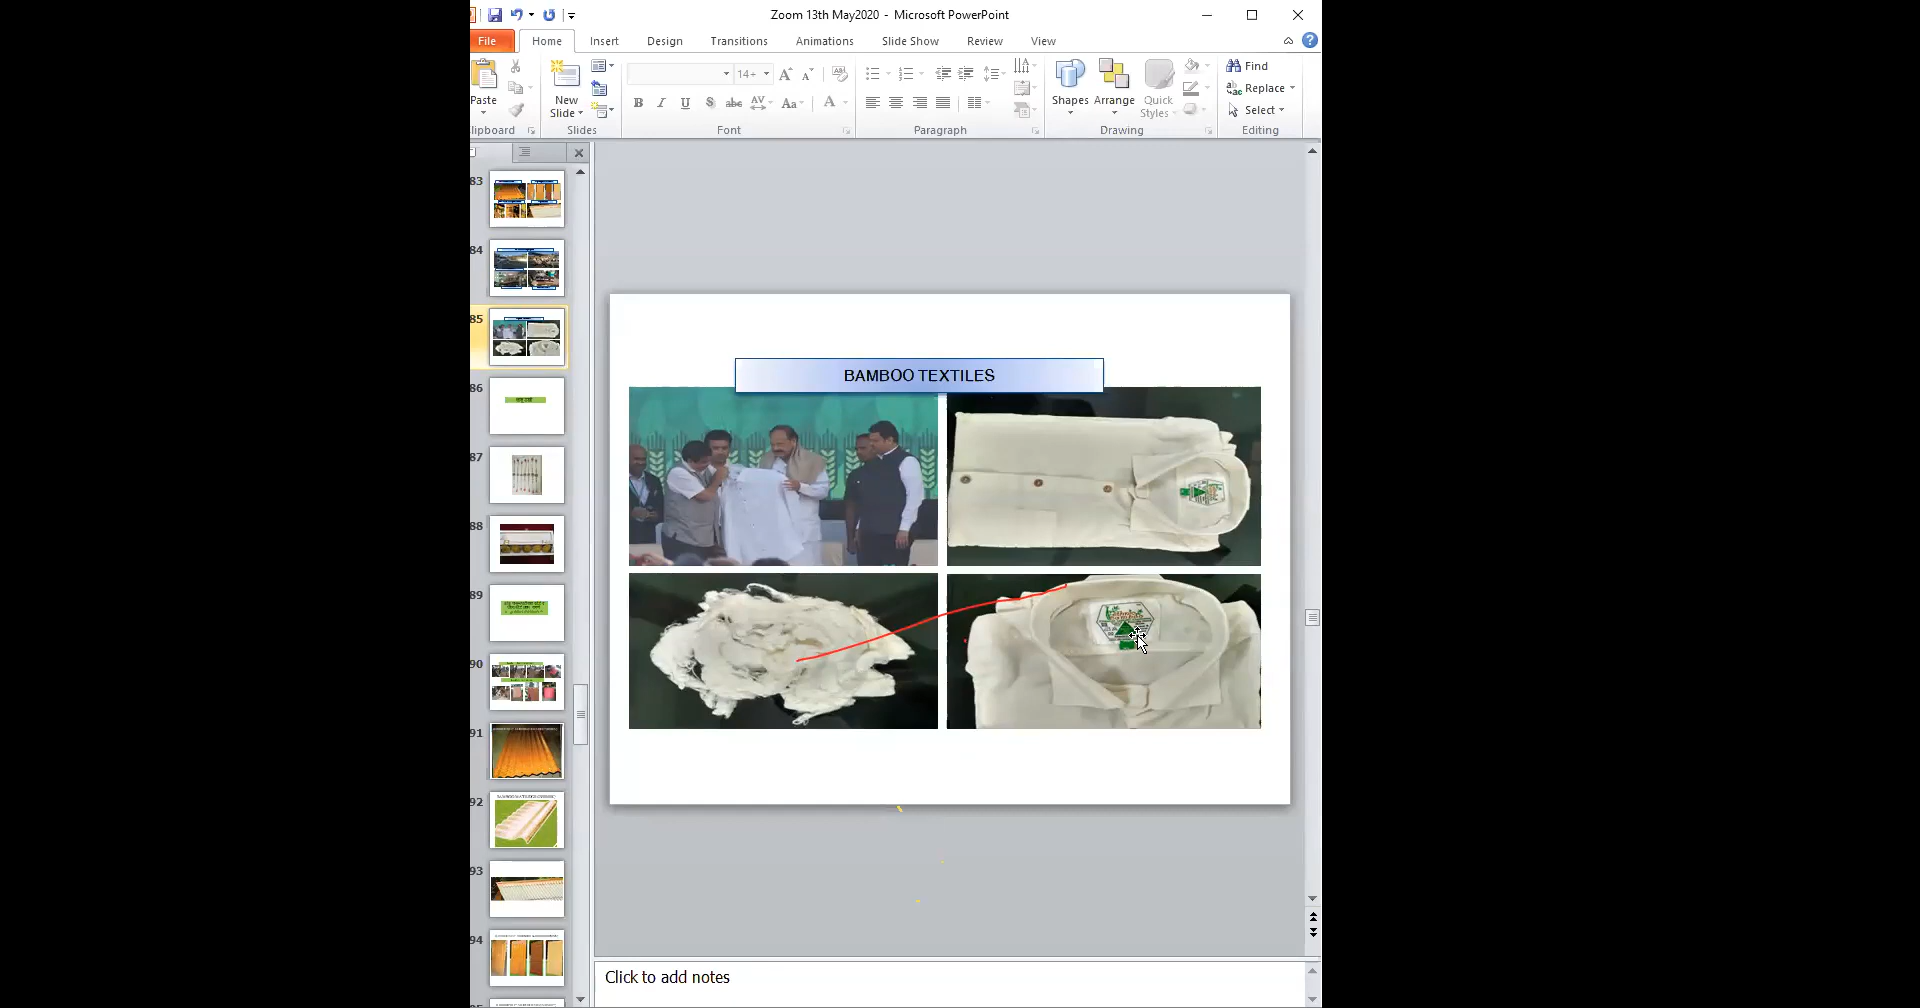 Zoom 13th May2020 - Microsoft PowerPoint
File Home Insert Design Transitions Animations Slide Show Review View
Paste
New Slide
14+
Shapes Arrange Quick Styles
Find
Replace
Select
lipboard Slides Font Paragraph Drawing Editing
83
84
85
86
87
88
89
90
91
92
93
94
BAMBOO TEXTILES
Click to add notes